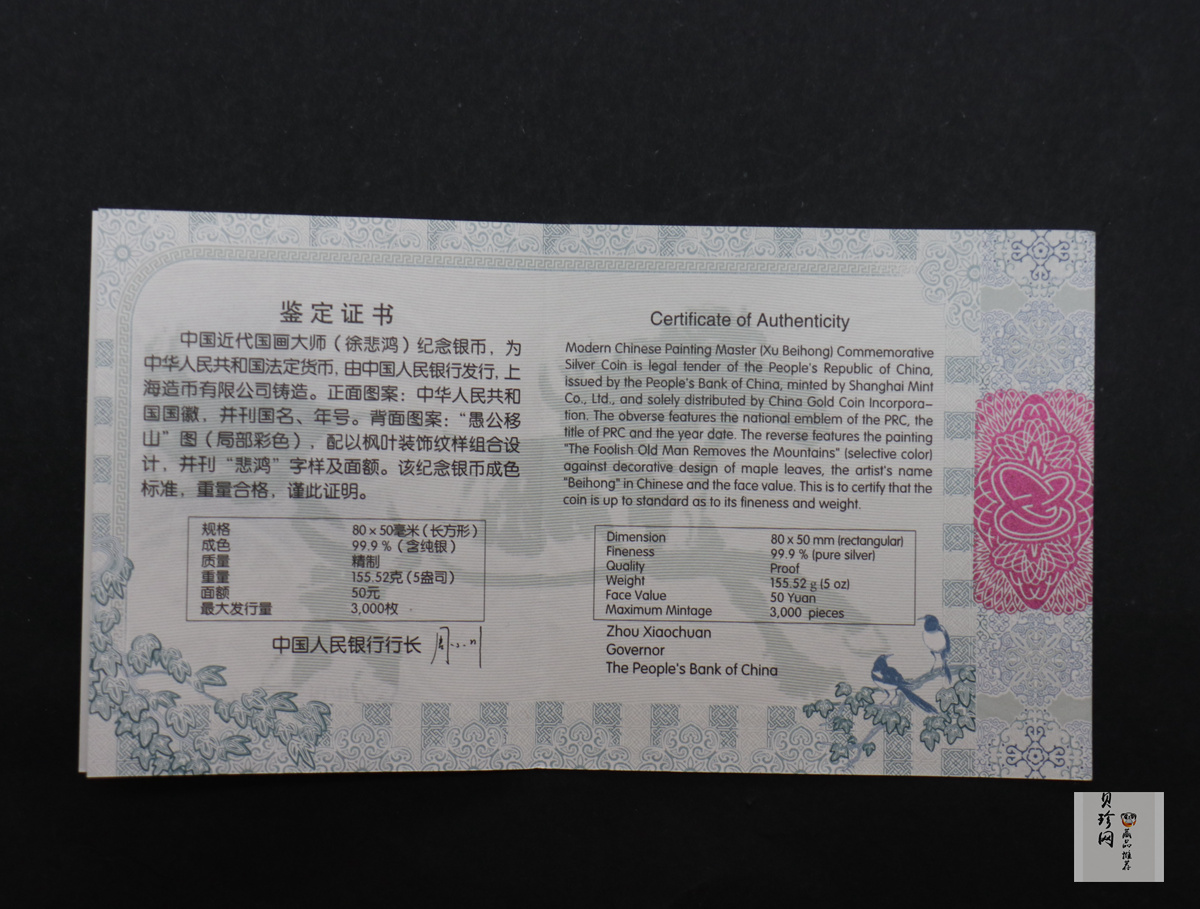 鉴定证书
中国近代国画大师（徐悲鸿）纪念银币，为
中华人民共和国法定货币，由中国人民银行发行，上
海造币有限公司铸造。正面图案：中华人民共和
国国徽，并刊国名、年号。背面图案：“愚公移
山”图（局部彩色），配以枫叶装饰纹样组合设
计，并刊“悲鸿”字样及面额。该纪念银币成色
标准，重量合格，谨此证明。
规格 80×50毫米（长方形）
成色 99.9％（含纯银）
质量 精制
重量 155.52克（5盎司）
面额 50元
最大发行量 3,000枚
中国人民银行行长
Certificate of Authenticity
Modern Chinese Painting Master (Xu Beihong) Commemorative
Silver Coin is legal tender of the People's Republic of China,
issued by the People's Bank of China, minted by Shanghai Mint
Co., Ltd., and solely distributed by China Gold Coin Incorpora-
tion. The obverse features the national emblem of the PRC, the
title of PRC and the year date. The reverse features the painting
"The Foolish Old Man Removes the Mountains" (selective color)
against decorative design of maple leaves, the artist's name
"Beihong" in Chinese and the face value. This is to certify that the
coin is up to standard as to its fineness and weight.
Dimension 80 x 50 mm (rectangular)
Fineness 99.9 % (pure silver)
Quality Proof
Weight 155.52 g (5 oz)
Face Value 50 Yuan
Maximum Mintage 3,000 pieces
Zhou Xiaochuan
Governor
The People's Bank of China
贝珍网
藏品推荐